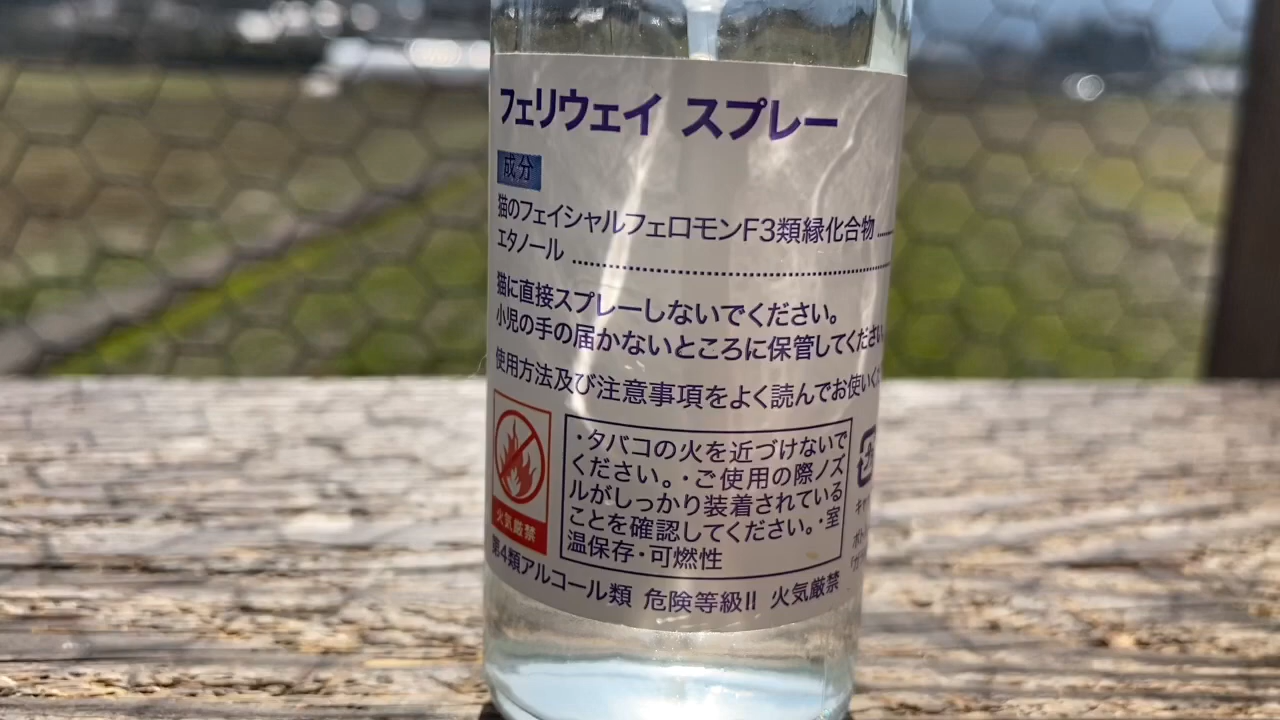 フェリウェイ スプレー
成分
猫のフェイシャルフェロモンF3類縁化合物
エタノール
猫に直接スプレーしないでください。
小児の手の届かないところに保管してください
使用方法及び注意事項をよく読んでお使いく
・タバコの火を近づけないで
ください。・ご使用の際ノズ
ルがしっかり装着されている
ことを確認してください。・室
温保存・可燃性
火気厳禁
第4類アルコール類 危険等級II 火気厳禁